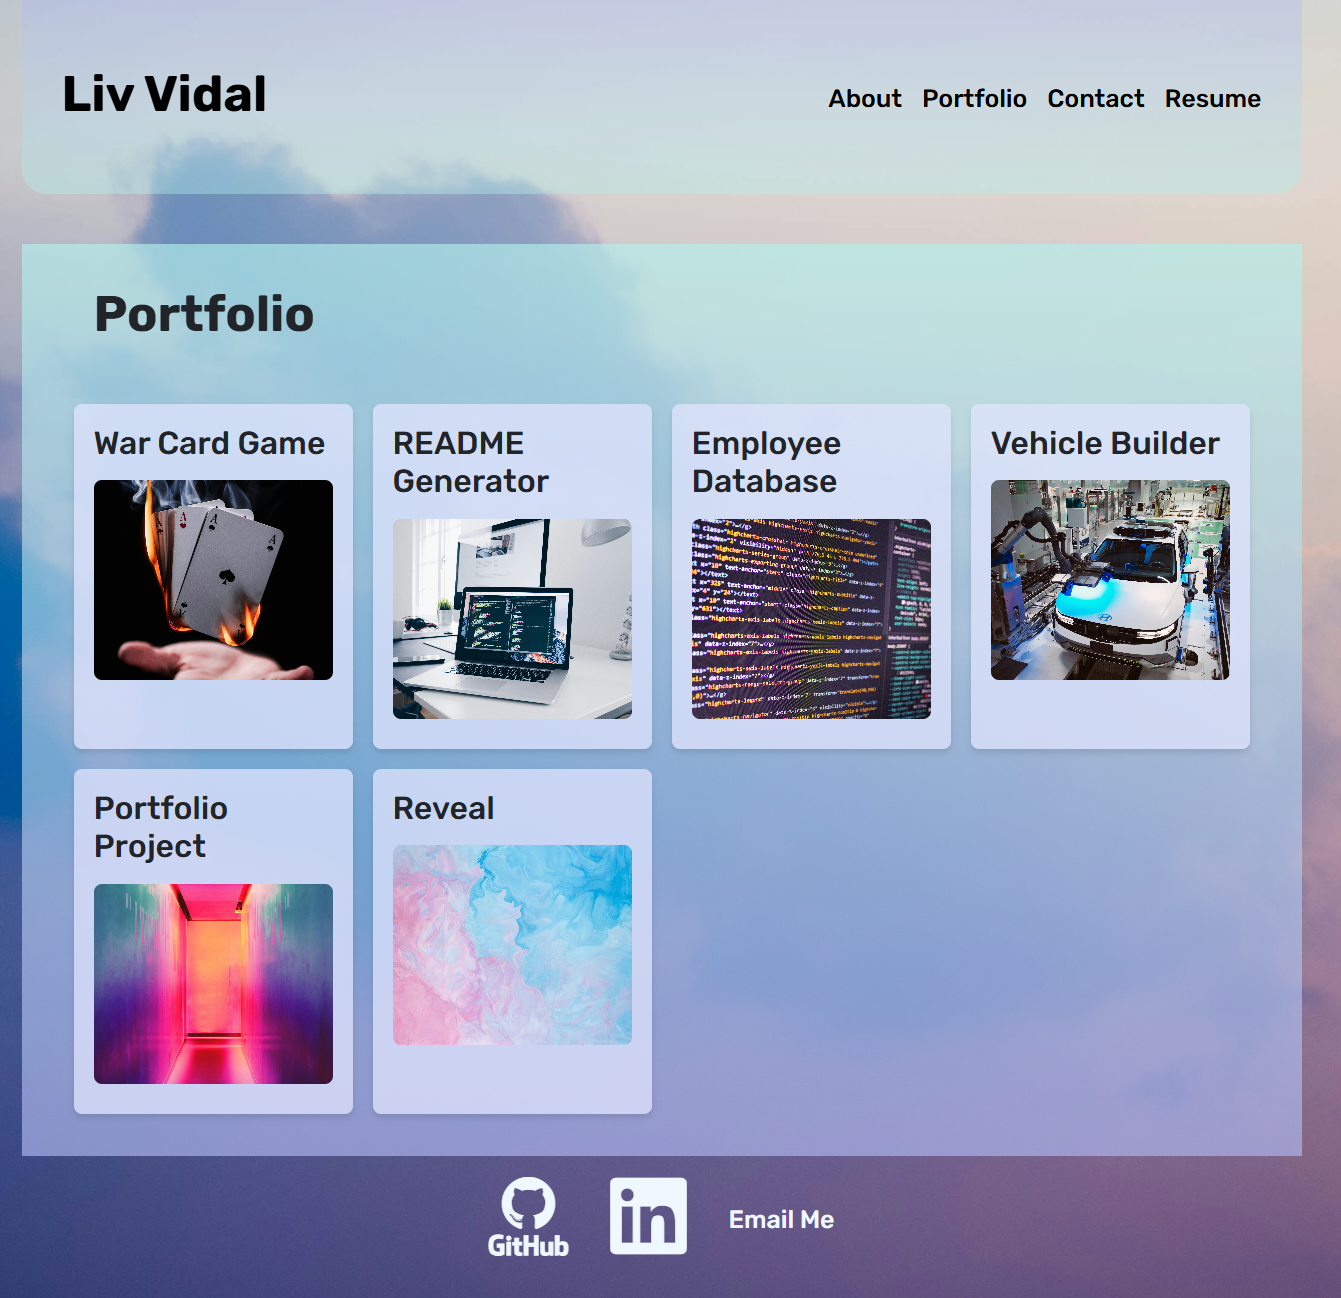 Liv Vidal
About Portfolio Contact Resume
Portfolio
War Card Game
README
Generator
Employee
Database
Vehicle Builder
Portfolio
Project
Reveal
GitHub
in
Email Me